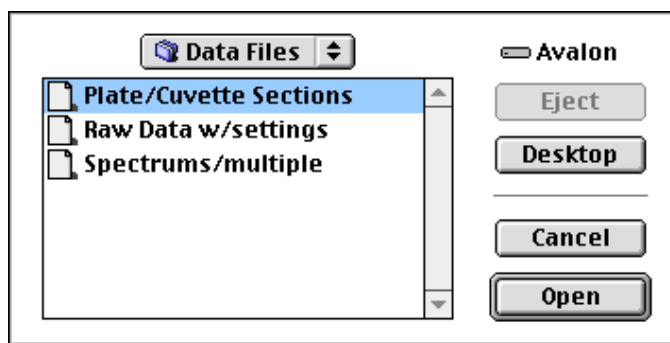 Data Files
Avalon
Plate/Cuvette Sections
Raw Data w/settings
Spectrums/multiple
Eject
Desktop
Cancel
Open